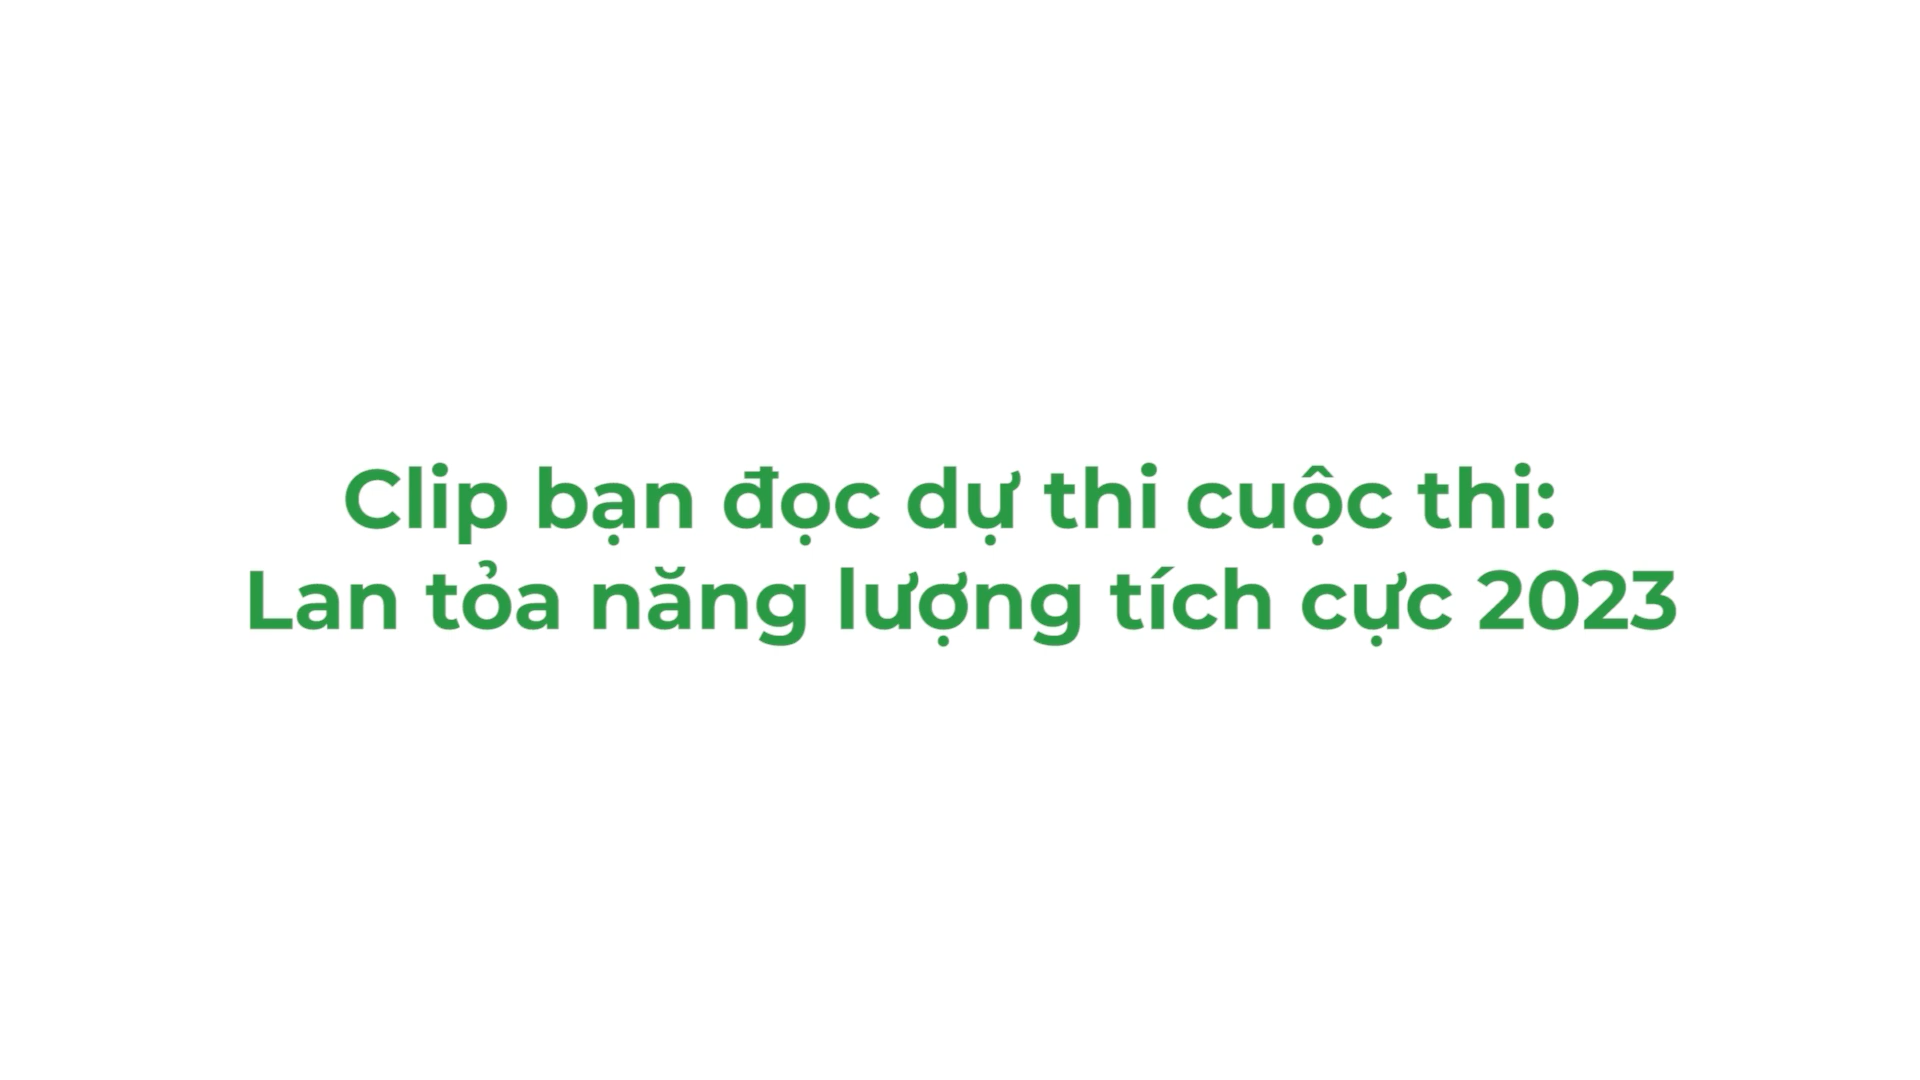 Clip bạn đọc dự thi cuộc thi:
Lan tỏa năng lượng tích cực 2023